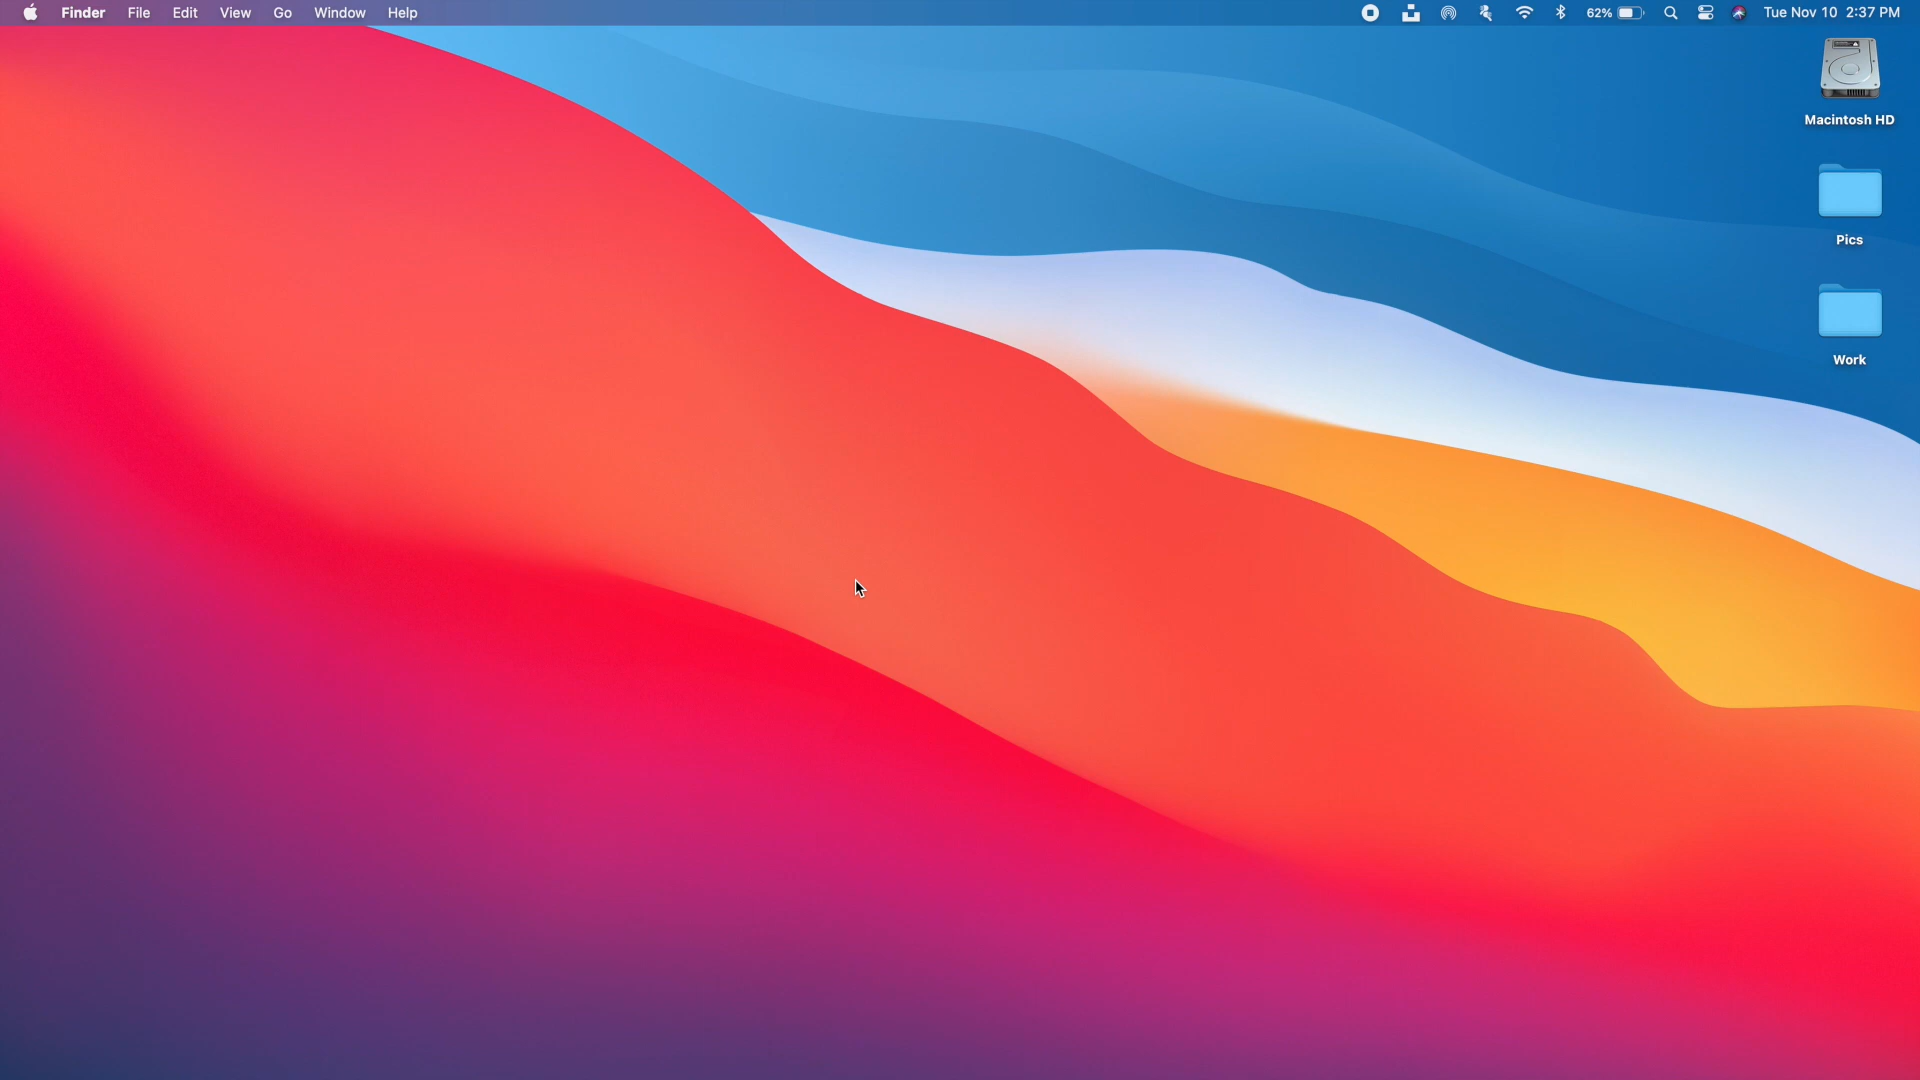 Finder File Edit View Go Window Help 62% Tue Nov 10 2:37 PM
Macintosh HD
Pics
Work